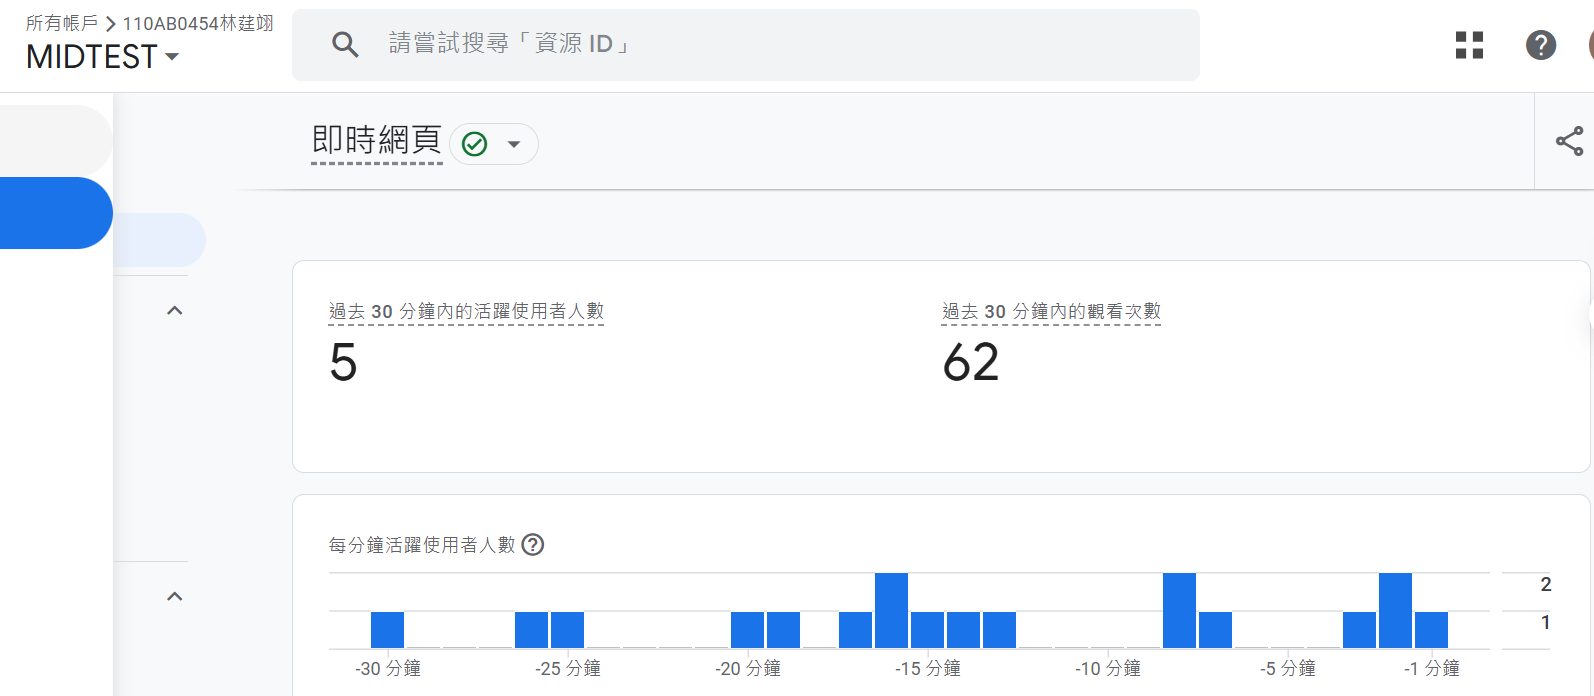 所有帳戶 > 110AB0454林莛翊
MIDTEST
請嘗試搜尋「資源 ID」
即時網頁
過去 30 分鐘內的活躍使用者人數
5
過去 30 分鐘內的觀看次數
62
每分鐘活躍使用者人數
2
1
-30 分鐘 -25 分鐘 -20 分鐘 -15 分鐘 -10 分鐘 -5 分鐘 -1 分鐘